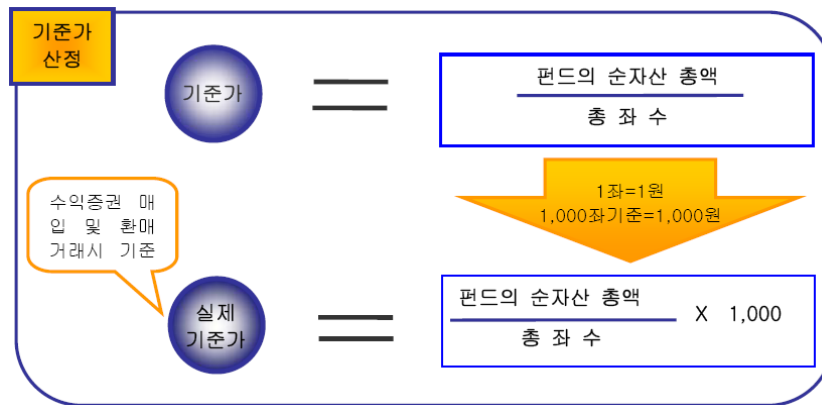 기준가
산정
기준가
펀드의 순자산 총액
총 좌 수
1좌=1원
1,000좌기준=1,000원
수익증권 매
입 및 환매
거래시 기준
실제
기준가
펀드의 순자산 총액
총 좌 수
X 1,000